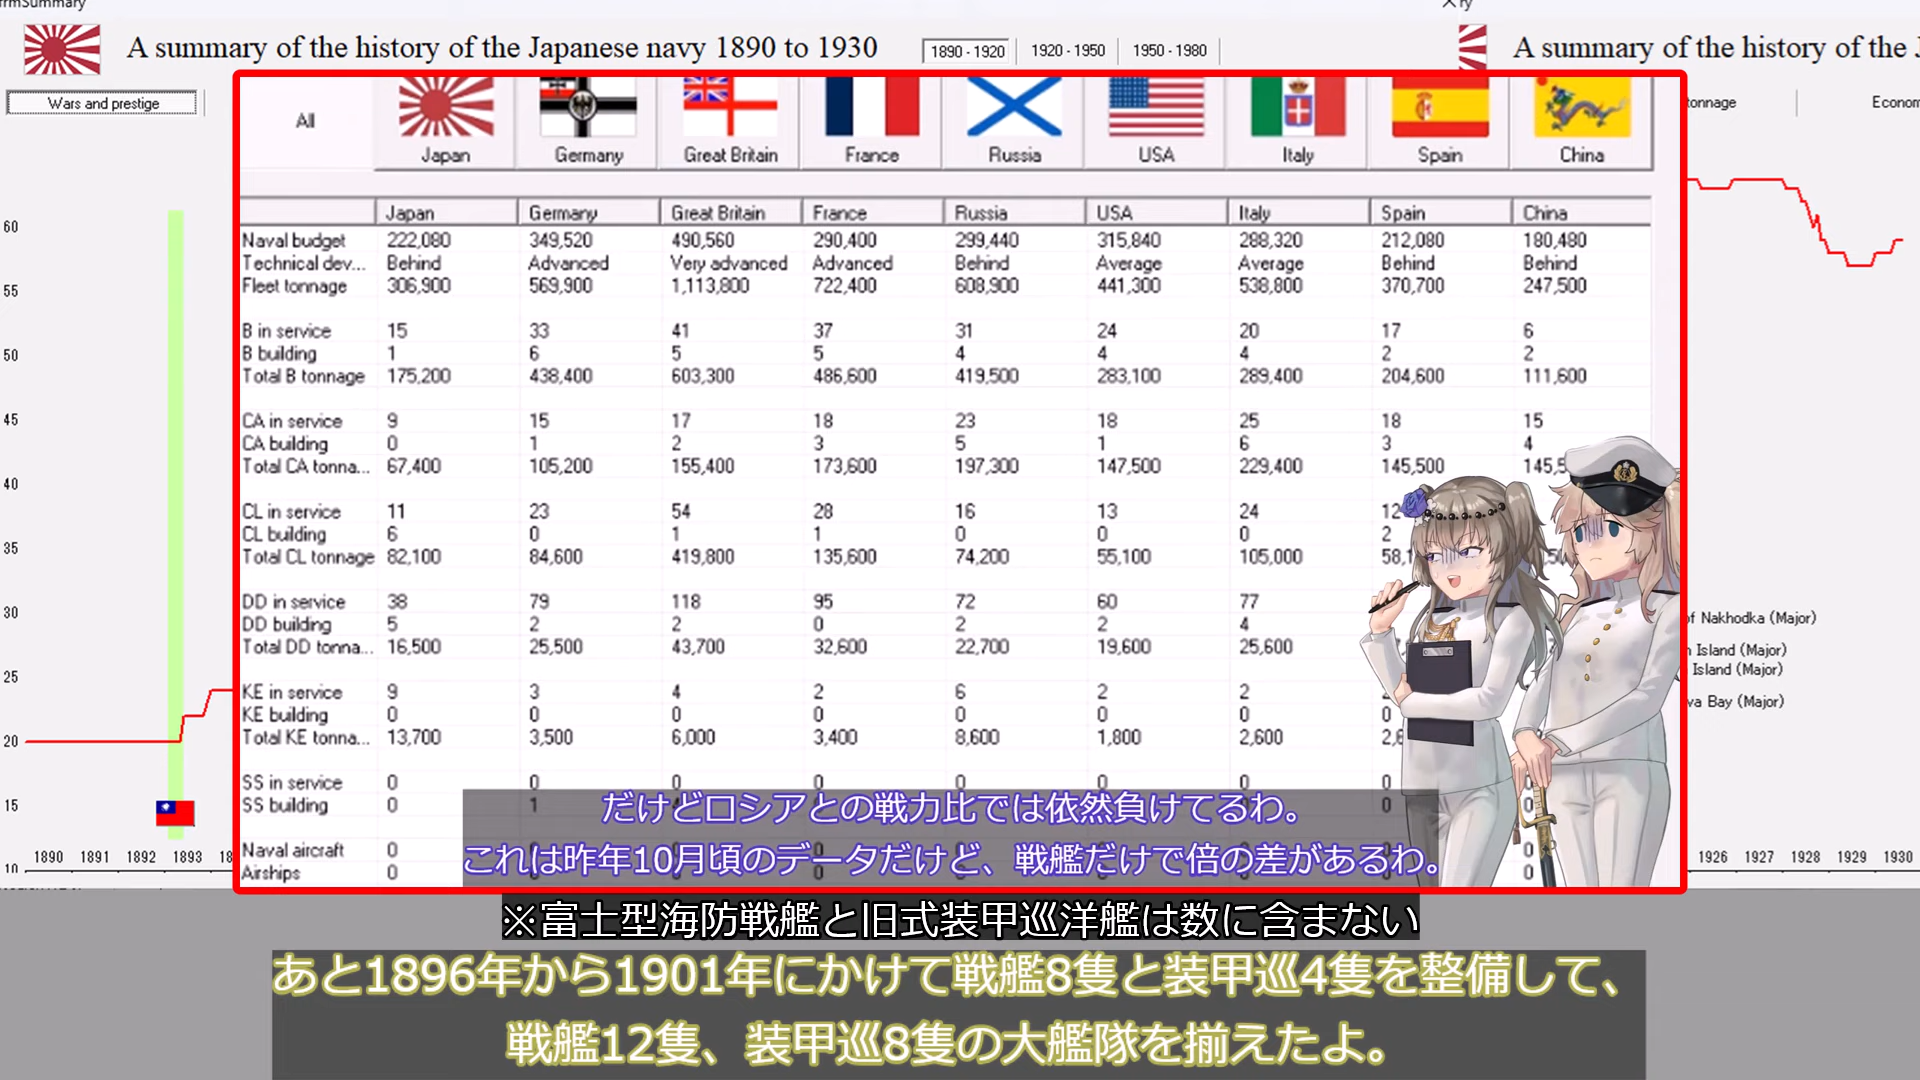 frmSummary
ry
A summary of the history of the Japanese navy 1890 to 1930
1890 - 1920
1920 - 1950
1950 - 1980
A summary of the history of the
Wars and prestige
onnage
Econom
All
Japan Germany Great Britain France Russia USA Italy Spain China
Japan Germany Great Britain France Russia USA Italy Spain China
Naval budget 222,080 349,520 490,560 290,400 299,440 315,840 288,320 212,080 180,480
Technical dev... Behind Advanced Very advanced Advanced Behind Average Average Behind Behind
Fleet tonnage 306,900 569,900 1,113,800 722,400 608,900 441,300 538,800 370,700 247,500
B in service 15 33 41 37 31 24 20 17 6
B building 1 6 5 5 4 4 4 2 2
Total B tonnage 175,200 438,400 603,300 486,600 419,500 283,100 289,400 204,600 111,600
CA in service 9 15 17 18 23 18 25 18 15
CA building 0 1 2 3 5 1 6 3 4
Total CA tonna... 67,400 105,200 155,400 173,600 197,300 147,500 229,400 145,500 145,5
CL in service 11 23 54 28 16 13 24 12
CL building 6 0 1 1 0 0 0 2
Total CL tonnage 82,100 84,600 419,800 135,600 74,200 55,100 105,000 58,1
DD in service 38 79 118 95 72 60 77
DD building 5 2 2 0 2 2 4
Total DD tonna... 16,500 25,500 43,700 32,600 22,700 19,600 25,600
KE in service 9 3 4 2 6 2 2
KE building 0 0 0 0 0 0 0 0
Total KE tonna... 13,700 3,500 6,000 3,400 8,600 1,800 2,600 2,6
SS in service 0 0 0 0 0 0 0 0 0
SS building 0 1 0
Naval aircraft 0 0
Airships 0 0
60
55
50
45
40
35
30
25
20
15
10
1890 1891 1892 1893 18
1926 1927 1928 1929 1930
of Nakhodka (Major)
n Island (Major)
Island (Major)
va Bay (Major)
だけどロシアとの戦力比では依然負けてるわ。
これは昨年10月頃のデータだけど、戦艦だけで倍の差があるわ。
※富士型海防戦艦と旧式装甲巡洋艦は数に含まない
あと1896年から1901年にかけて戦艦8隻と装甲巡4隻を整備して、
戦艦12隻、装甲巡8隻の大艦隊を揃えたよ。